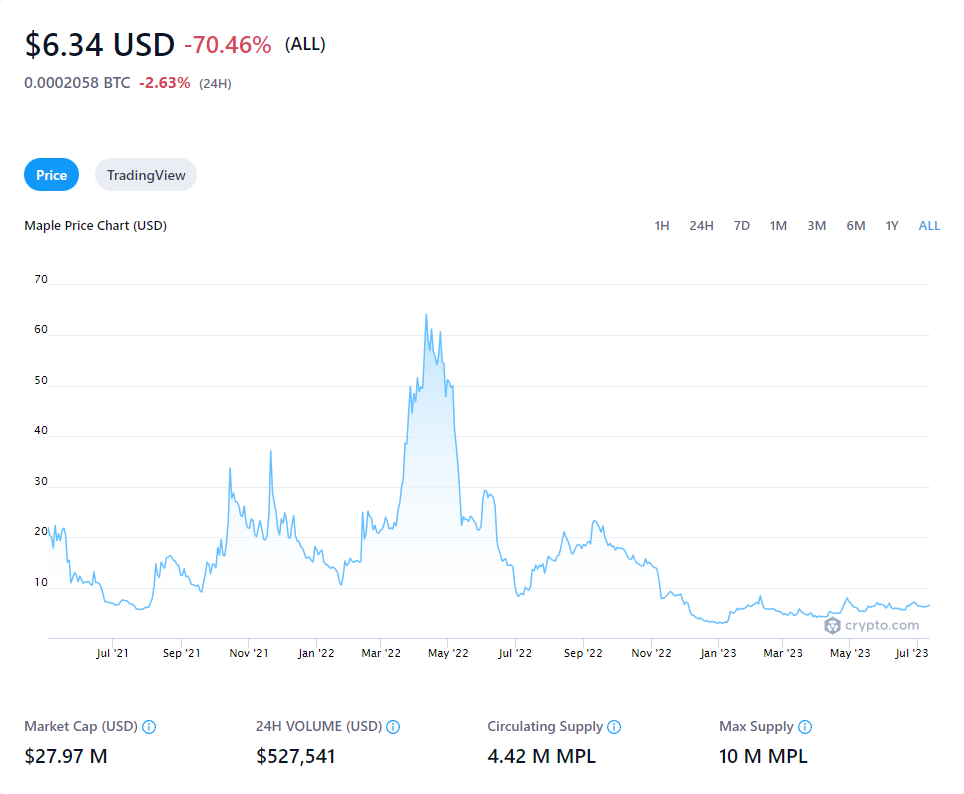 $6.34 USD -70.46% (ALL)
0.0002058 BTC -2.63% (24H)
Price TradingView
Maple Price Chart (USD) 1H 24H 7D 1M 3M 6M 1Y ALL
70
60
50
40
30
20
10
crypto.com
Jul '21 Sep '21 Nov '21 Jan '22 Mar '22 May '22 Jul '22 Sep '22 Nov '22 Jan '23 Mar '23 May '23 Jul '23
Market Cap (USD) 24H VOLUME (USD) Circulating Supply Max Supply
$27.97 M $527,541 4.42 M MPL 10 M MPL